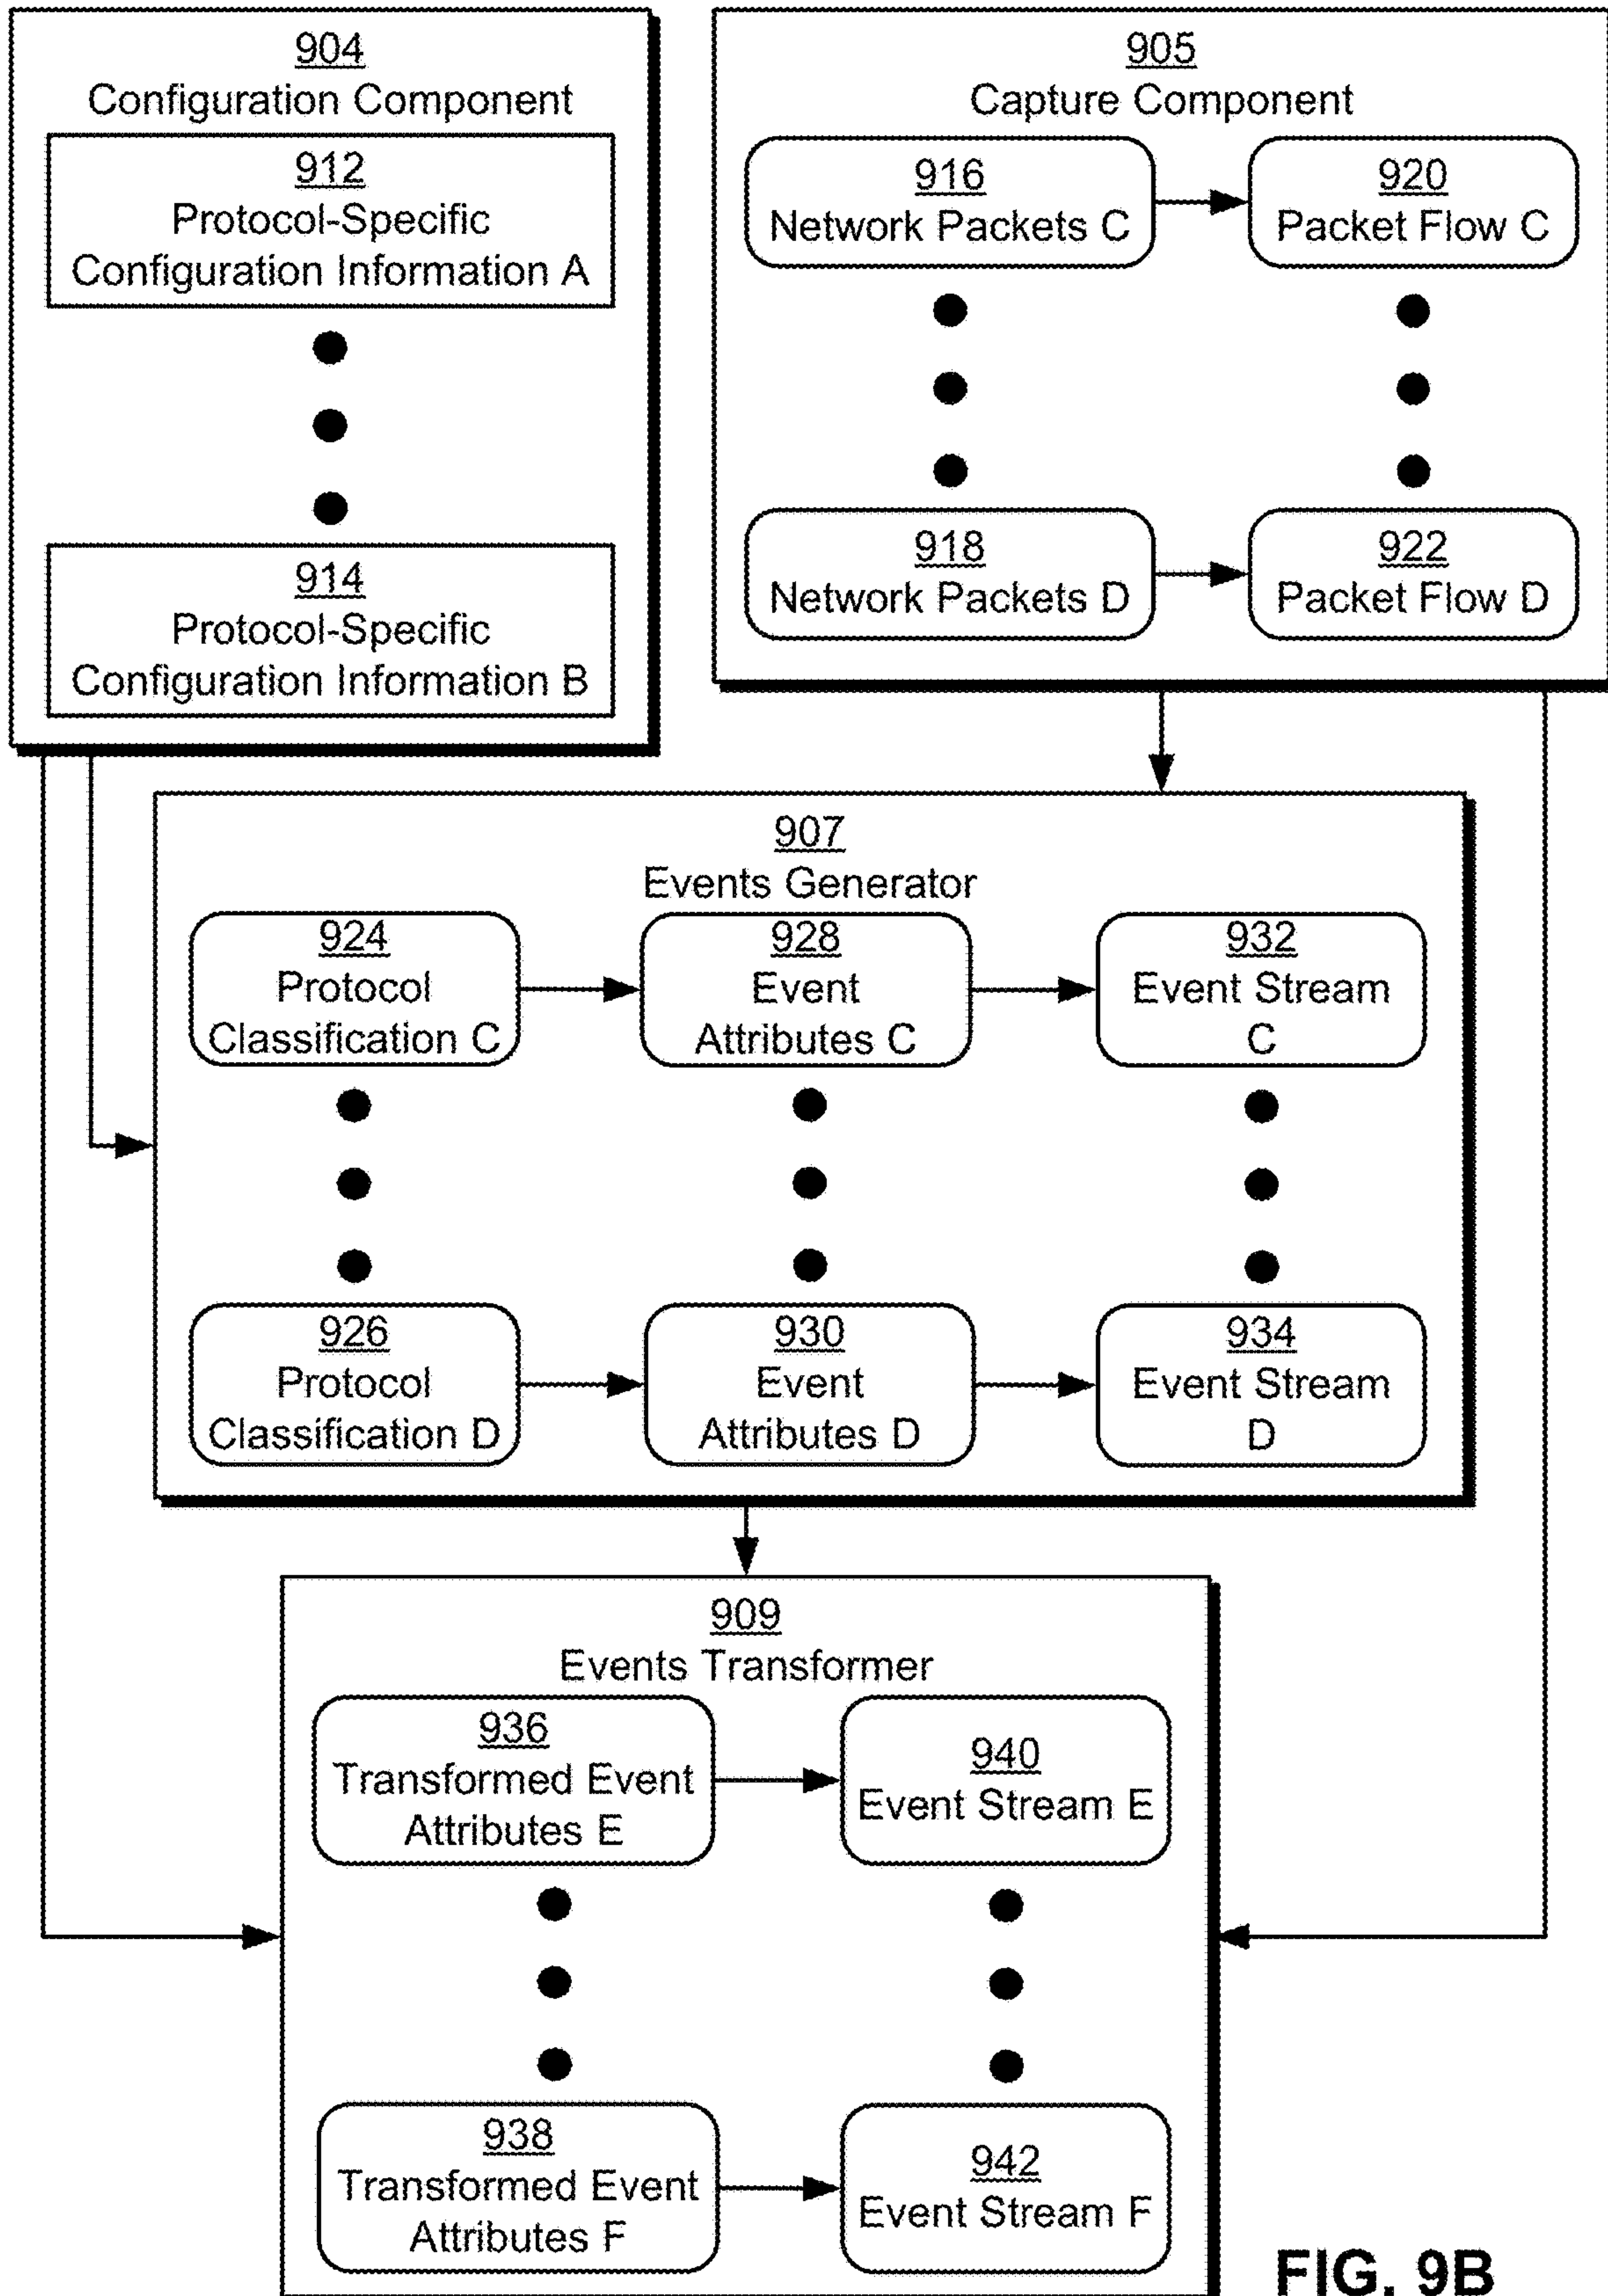 904
Configuration Component
912
Protocol-Specific
Configuration Information A
914
Protocol-Specific
Configuration Information B
905
Capture Component
916
Network Packets C
920
Packet Flow C
918
Network Packets D
922
Packet Flow D
907
Events Generator
924
Protocol
Classification C
928
Event
Attributes C
932
Event Stream
C
926
Protocol
Classification D
930
Event
Attributes D
934
Event Stream
D
909
Events Transformer
936
Transformed Event
Attributes E
940
Event Stream E
938
Transformed Event
Attributes F
942
Event Stream F
FIG. 9B